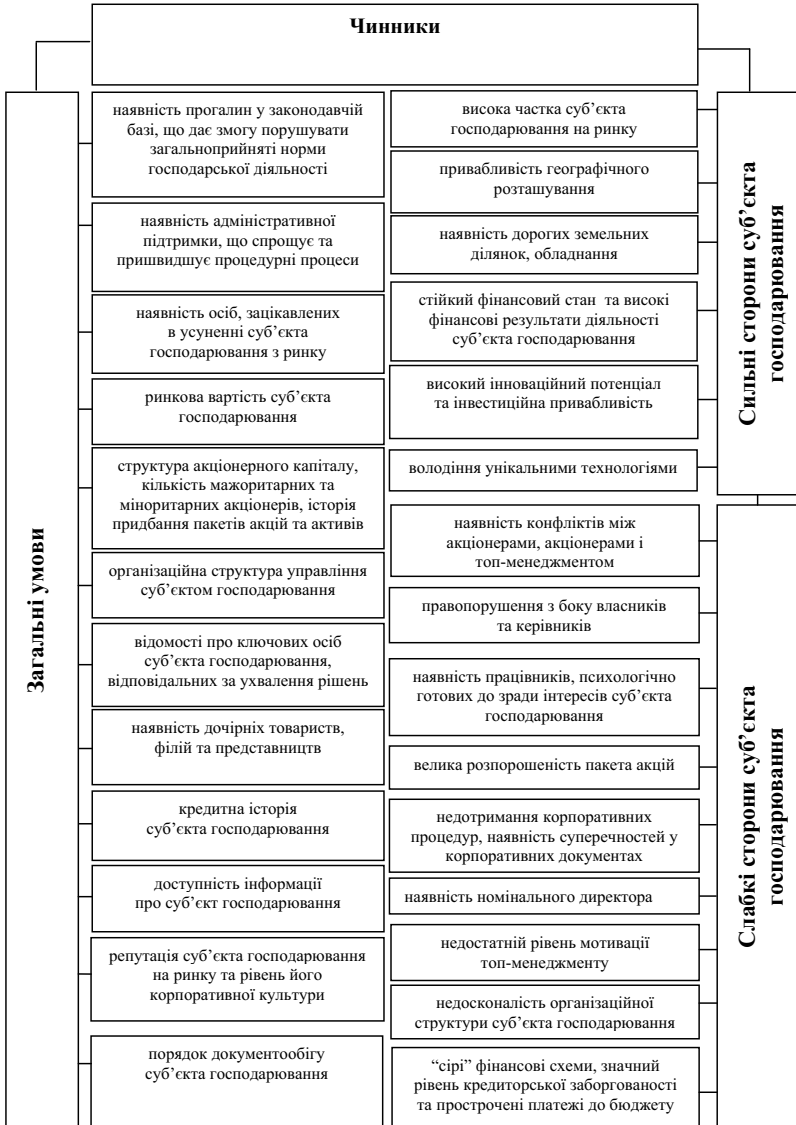 Чинники
Загальні умови
наявність прогалин у законодавчій
базі, що дає змогу порушувати
загальноприйняті норми
господарської діяльності
наявність адміністративної
підтримки, що спрощує та
пришвидшує процедурні процеси
наявність осіб, зацікавлених
в усуненні суб’єкта
господарювання з ринку
ринкова вартість суб’єкта
господарювання
структура акціонерного капіталу,
кількість мажоритарних та
міноритарних акціонерів, історія
придбання пакетів акцій та активів
організаційна структура управління
суб’єктом господарювання
відомості про ключових осіб
суб’єкта господарювання,
відповідальних за ухвалення рішень
наявність дочірніх товариств,
філій та представництв
кредитна історія
суб’єкта господарювання
доступність інформації
про суб’єкт господарювання
репутація суб’єкта господарювання
на ринку та рівень його
корпоративної культури
порядок документообігу
суб’єкта господарювання
Сильні сторони суб’єкта
господарювання
висока частка суб’єкта
господарювання на ринку
привабливість географічного
розташування
наявність дорогих земельних
ділянок, обладнання
стійкий фінансовий стан та високі
фінансові результати діяльності
суб’єкта господарювання
високий інноваційний потенціал
та інвестиційна привабливість
володіння унікальними технологіями
Слабкі сторони суб’єкта
господарювання
наявність конфліктів між
акціонерами, акціонерами і
топ-менеджментом
правопорушення з боку власників
та керівників
наявність працівників, психологічно
готових до зради інтересів суб’єкта
господарювання
велика розпорошеність пакета акцій
недотримання корпоративних
процедур, наявність суперечностей у
корпоративних документах
наявність номінального директора
недостатній рівень мотивації
топ-менеджменту
недосконалість організаційної
структури суб’єкта господарювання
“сірі” фінансові схеми, значний
рівень кредиторської заборгованості
та прострочені платежі до бюджету